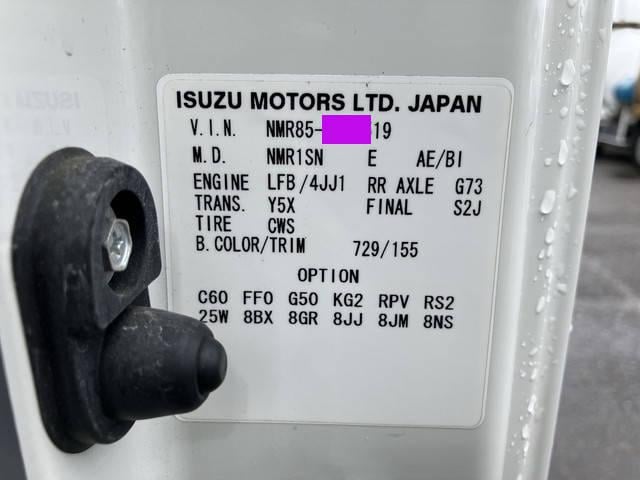 ISUZU MOTORS LTD. JAPAN
V.I.N. NMR85- 19
M.D. NMR1SN E AE/BI
ENGINE LFB/4JJ1 RR AXLE G73
TRANS. Y5X FINAL S2J
TIRE CWS
B.COLOR/TRIM 729/155
OPTION
C60 FF0 G50 KG2 RPV RS2
25W 8BX 8GR 8JJ 8JM 8NS